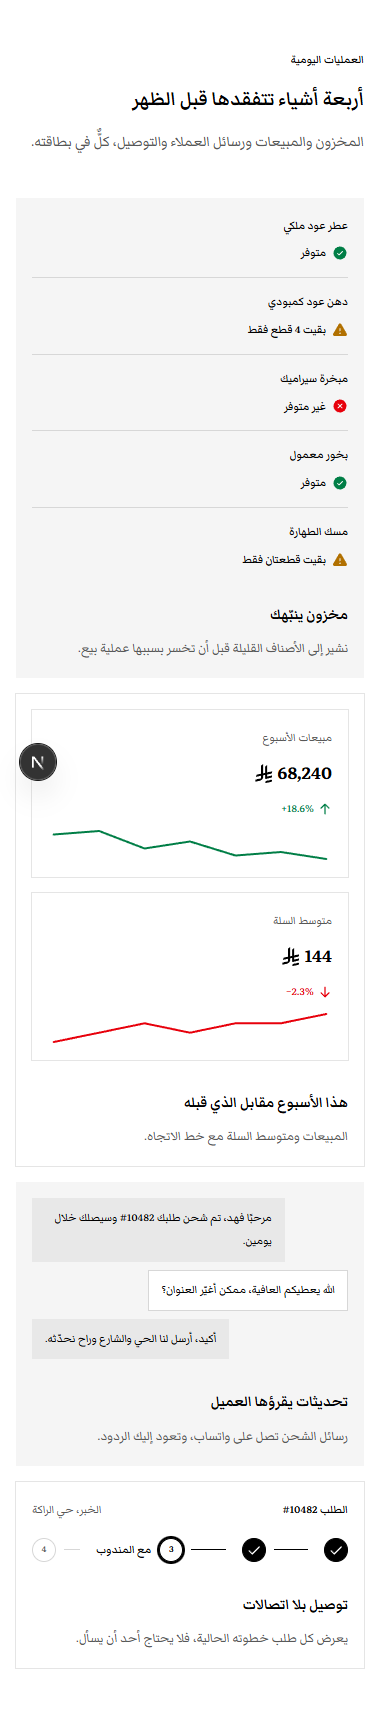 العمليات اليومية
أربعة أشياء تتفقدها قبل الظهر
المخزون والمبيعات ورسائل العملاء والتوصيل، كلٌّ في بطاقته.
عطر عود ملكي
متوفر
دهن عود كمبودي
بقيت 4 قطع فقط
مبخرة سيراميك
غير متوفر
بخور معمول
متوفر
مسك الطهارة
بقيت قطعتان فقط
مخزون ينبّهك
نشير إلى الأصناف القليلة قبل أن تخسر بسببها عملية بيع.
مبيعات الأسبوع
68,240
+18.6%
متوسط السلة
144
−2.3%
هذا الأسبوع مقابل الذي قبله
المبيعات ومتوسط السلة مع خط الاتجاه.
مرحبًا فهد، تم شحن طلبك 10482# وسيصلك خلال
يومين.
الله يعطيكم العافية، ممكن أغيّر العنوان؟
أكيد، أرسل لنا الحي والشارع وراح نحدّثه.
تحديثات يقرؤها العميل
رسائل الشحن تصل على واتساب، وتعود إليك الردود.
الطلب 10482#
الخبر، حي الراكة
3
مع المندوب
4
توصيل بلا اتصالات
يعرض كل طلب خطوته الحالية، فلا يحتاج أحد أن يسأل.